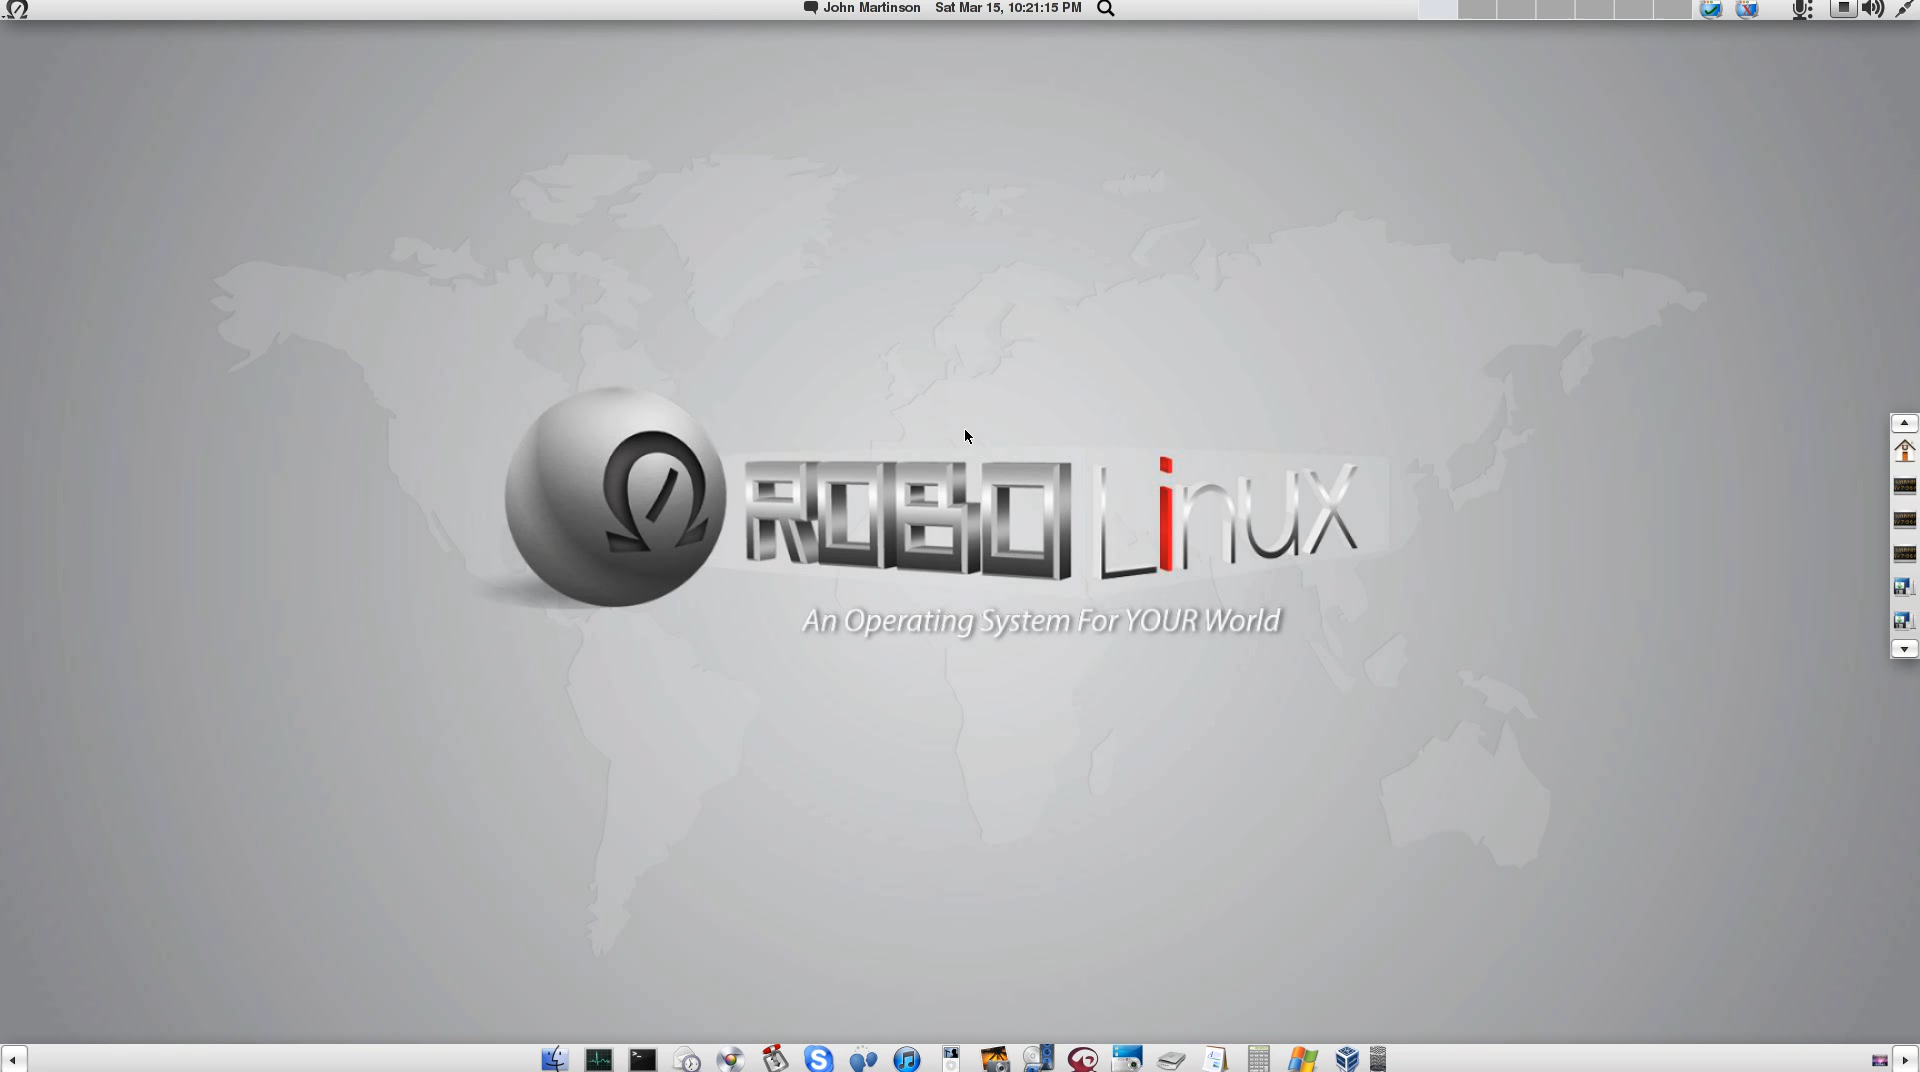 John Martinson Sat Mar 15, 10:21:15 PM
ROBO Linux
An Operating System For YOUR World